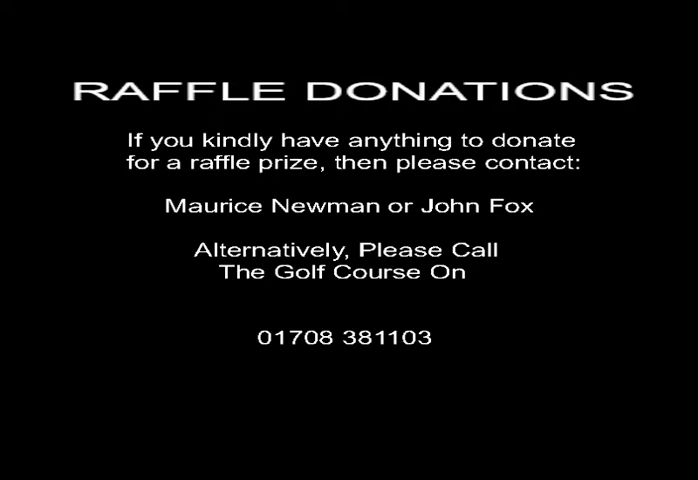 RAFFLE DONATIONS
If you kindly have anything to donate
for a raffle prize, then please contact:
Maurice Newman or John Fox
Alternatively, Please Call
The Golf Course On
01708 381103